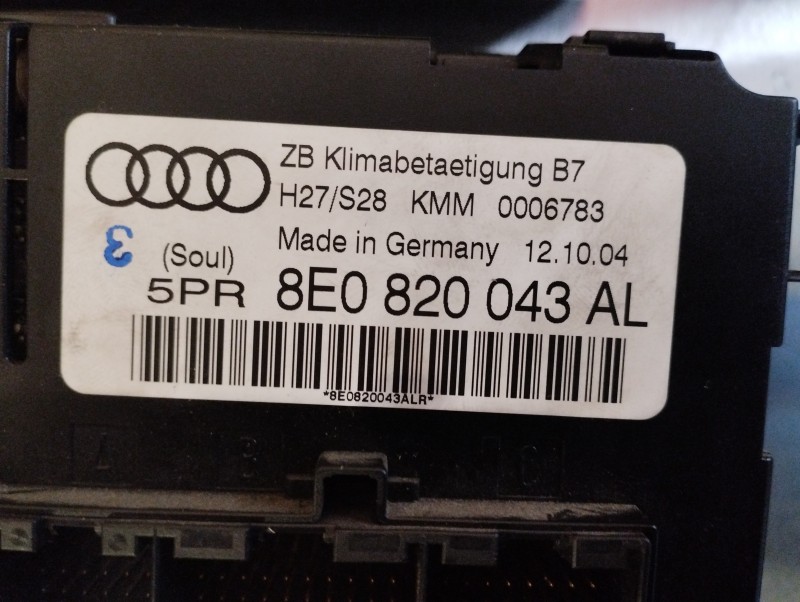 ZB Klimabetaetigung B7
H27/S28 KMM 0006783
3 (Soul) Made in Germany 12.10.04
5PR 8E0 820 043 AL
*8E0820043ALR*